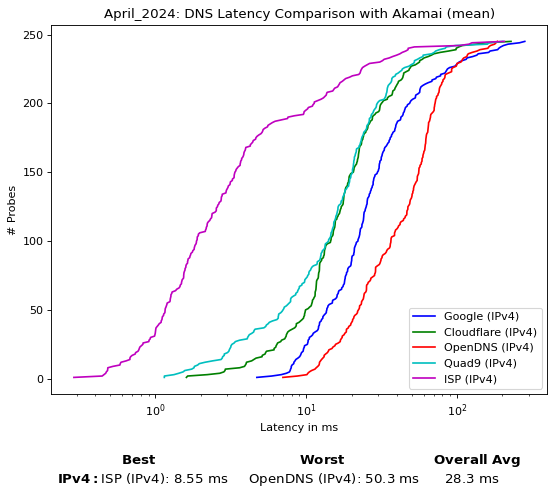 April_2024: DNS Latency Comparison with Akamai (mean)
250
200
150
100
50
0
# Probes
10⁰
10¹
10²
Latency in ms
Google (IPv4)
Cloudflare (IPv4)
OpenDNS (IPv4)
Quad9 (IPv4)
ISP (IPv4)
Best Worst Overall Avg
IPv4: ISP (IPv4): 8.55 ms OpenDNS (IPv4): 50.3 ms 28.3 ms